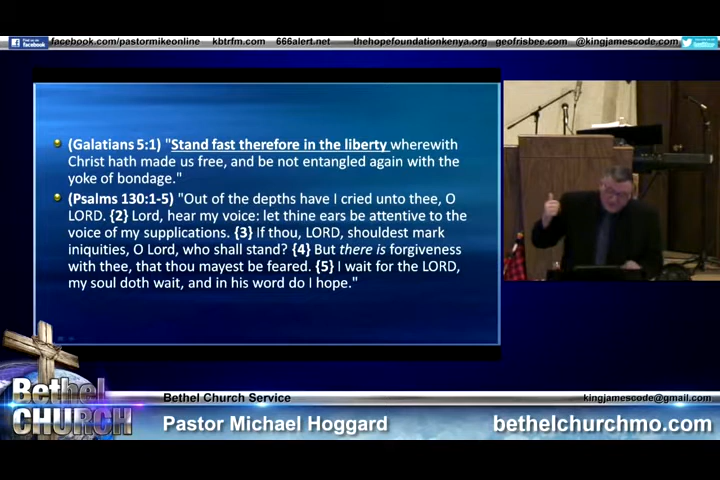 Find us on facebook facebook.com/pastormikeonline kbtrfm.com 666alert.net thehopefoundationkenya.org geofrisbee.com @kingjamescode.com twitter
(Galatians 5:1) "Stand fast therefore in the liberty wherewith
Christ hath made us free, and be not entangled again with the
yoke of bondage."
(Psalms 130:1-5) "Out of the depths have I cried unto thee, O
LORD. {2} Lord, hear my voice: let thine ears be attentive to the
voice of my supplications. {3} If thou, LORD, shouldest mark
iniquities, O Lord, who shall stand? {4} But there is forgiveness
with thee, that thou mayest be feared. {5} I wait for the LORD,
my soul doth wait, and in his word do I hope."
Bethel
CHURCH
Bethel Church Service kingjamescode@gmail.com
Pastor Michael Hoggard bethelchurchmo.com